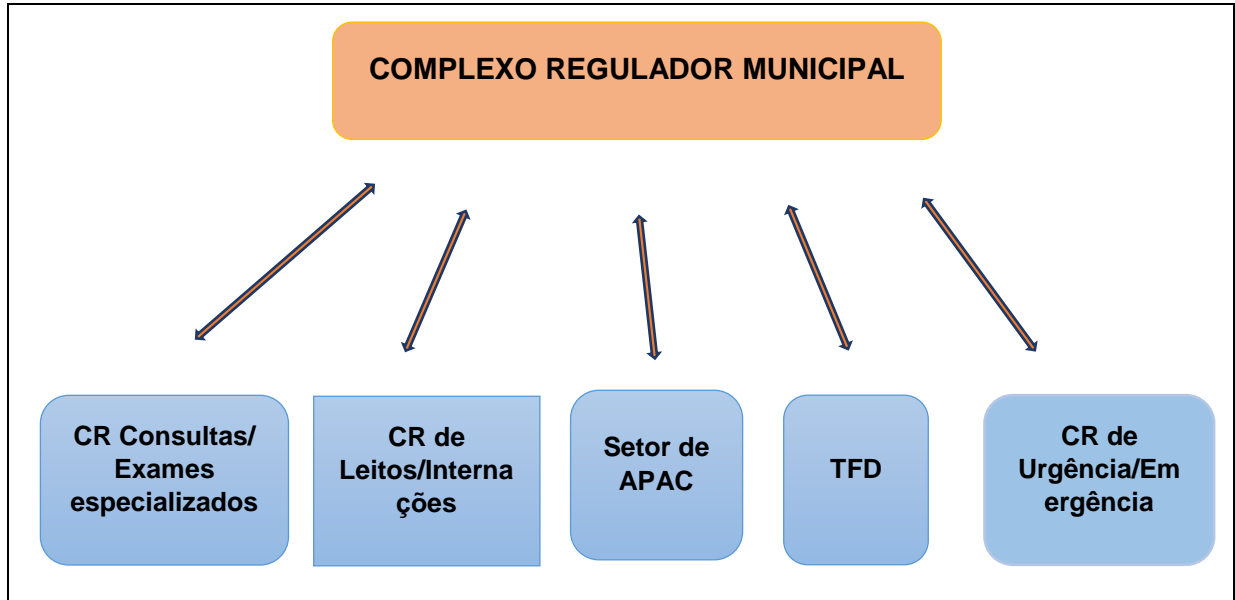 COMPLEXO REGULADOR MUNICIPAL
CR Consultas/
Exames
especializados
CR de
Leitos/Interna
ções
Setor de
APAC
TFD
CR de
Urgência/Em
ergência